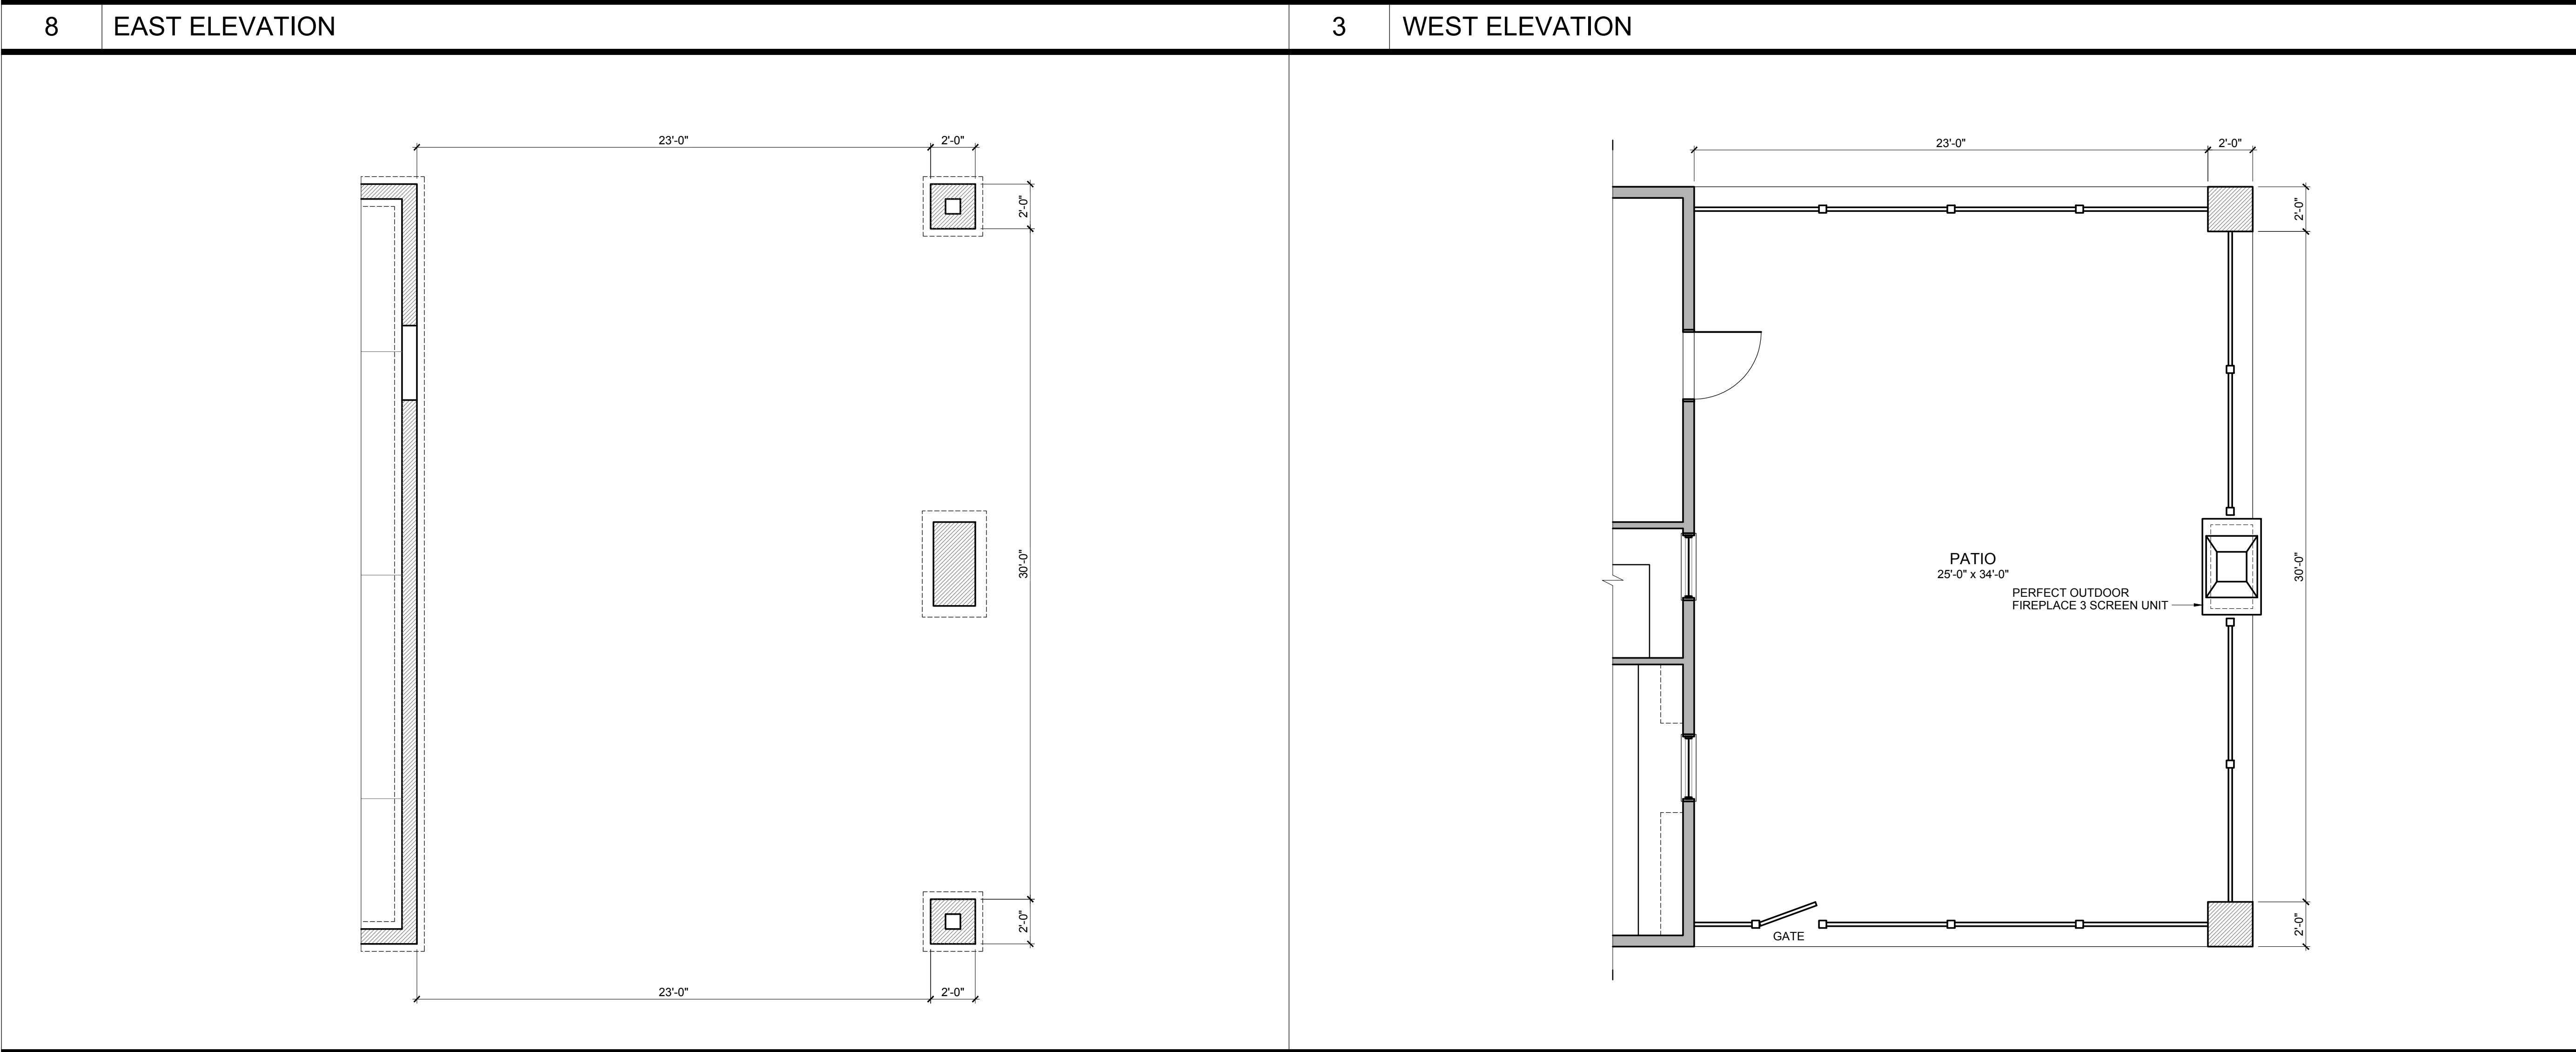 8
EAST ELEVATION
3
WEST ELEVATION
23'-0"
2'-0"
2'-0"
30'-0"
2'-0"
23'-0"
2'-0"
23'-0"
2'-0"
2'-0"
PATIO
25'-0" x 34'-0"
PERFECT OUTDOOR
FIREPLACE 3 SCREEN UNIT
30'-0"
2'-0"
GATE